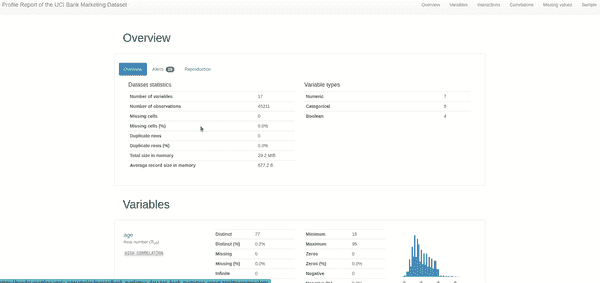 Profile Report of the UCI Bank Marketing Dataset
Overview Variables Interactions Correlations Missing values Sample
Overview
Overview Alerts Reproduction
Dataset statistics
Number of variables 17
Number of observations 45211
Missing cells 0
Missing cells (%) 0.0%
Duplicate rows 0
Duplicate rows (%) 0.0%
Total size in memory 29.2 MiB
Average record size in memory 677.2 B
Variable types
Numeric 7
Categorical 6
Boolean 4
Variables
age
Real number (ℝ≥0)
HIGH CORRELATION
Distinct 77
Distinct (%) 0.2%
Missing 0
Missing (%) 0.0%
Infinite 0
Minimum 18
Maximum 95
Zeros 0
Zeros (%) 0.0%
Negative 0